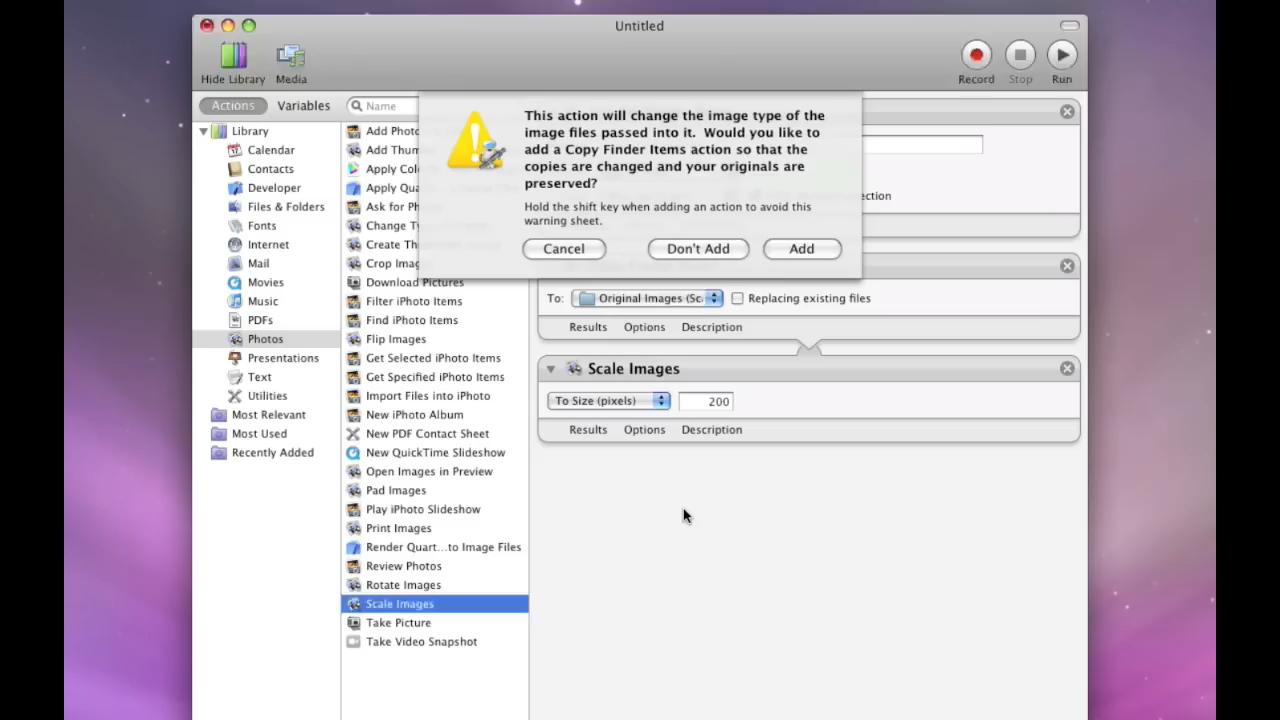 Untitled
Hide Library
Media
Record
Stop
Run
Actions
Variables
Name
This action will change the image type of the
image files passed into it. Would you like to
add a Copy Finder Items action so that the
copies are changed and your originals are
preserved?
Hold the shift key when adding an action to avoid this
warning sheet.
Cancel
Don't Add
Add
Library
Calendar
Contacts
Developer
Files & Folders
Fonts
Internet
Mail
Movies
Music
PDFs
Photos
Presentations
Text
Utilities
Most Relevant
Most Used
Recently Added
Add Photo
Add Thum
Apply Colo
Apply Qua
Ask for Ph
Change Ty
Create Th
Crop Imag
Download Pictures
Filter iPhoto Items
Find iPhoto Items
Flip Images
Get Selected iPhoto Items
Get Specified iPhoto Items
Import Files into iPhoto
New iPhoto Album
New PDF Contact Sheet
New QuickTime Slideshow
Open Images in Preview
Pad Images
Play iPhoto Slideshow
Print Images
Render Quart...to Image Files
Review Photos
Rotate Images
Scale Images
Take Picture
Take Video Snapshot
ection
To: Original Images (Sc
Replacing existing files
Results Options Description
Scale Images
To Size (pixels) 200
Results Options Description